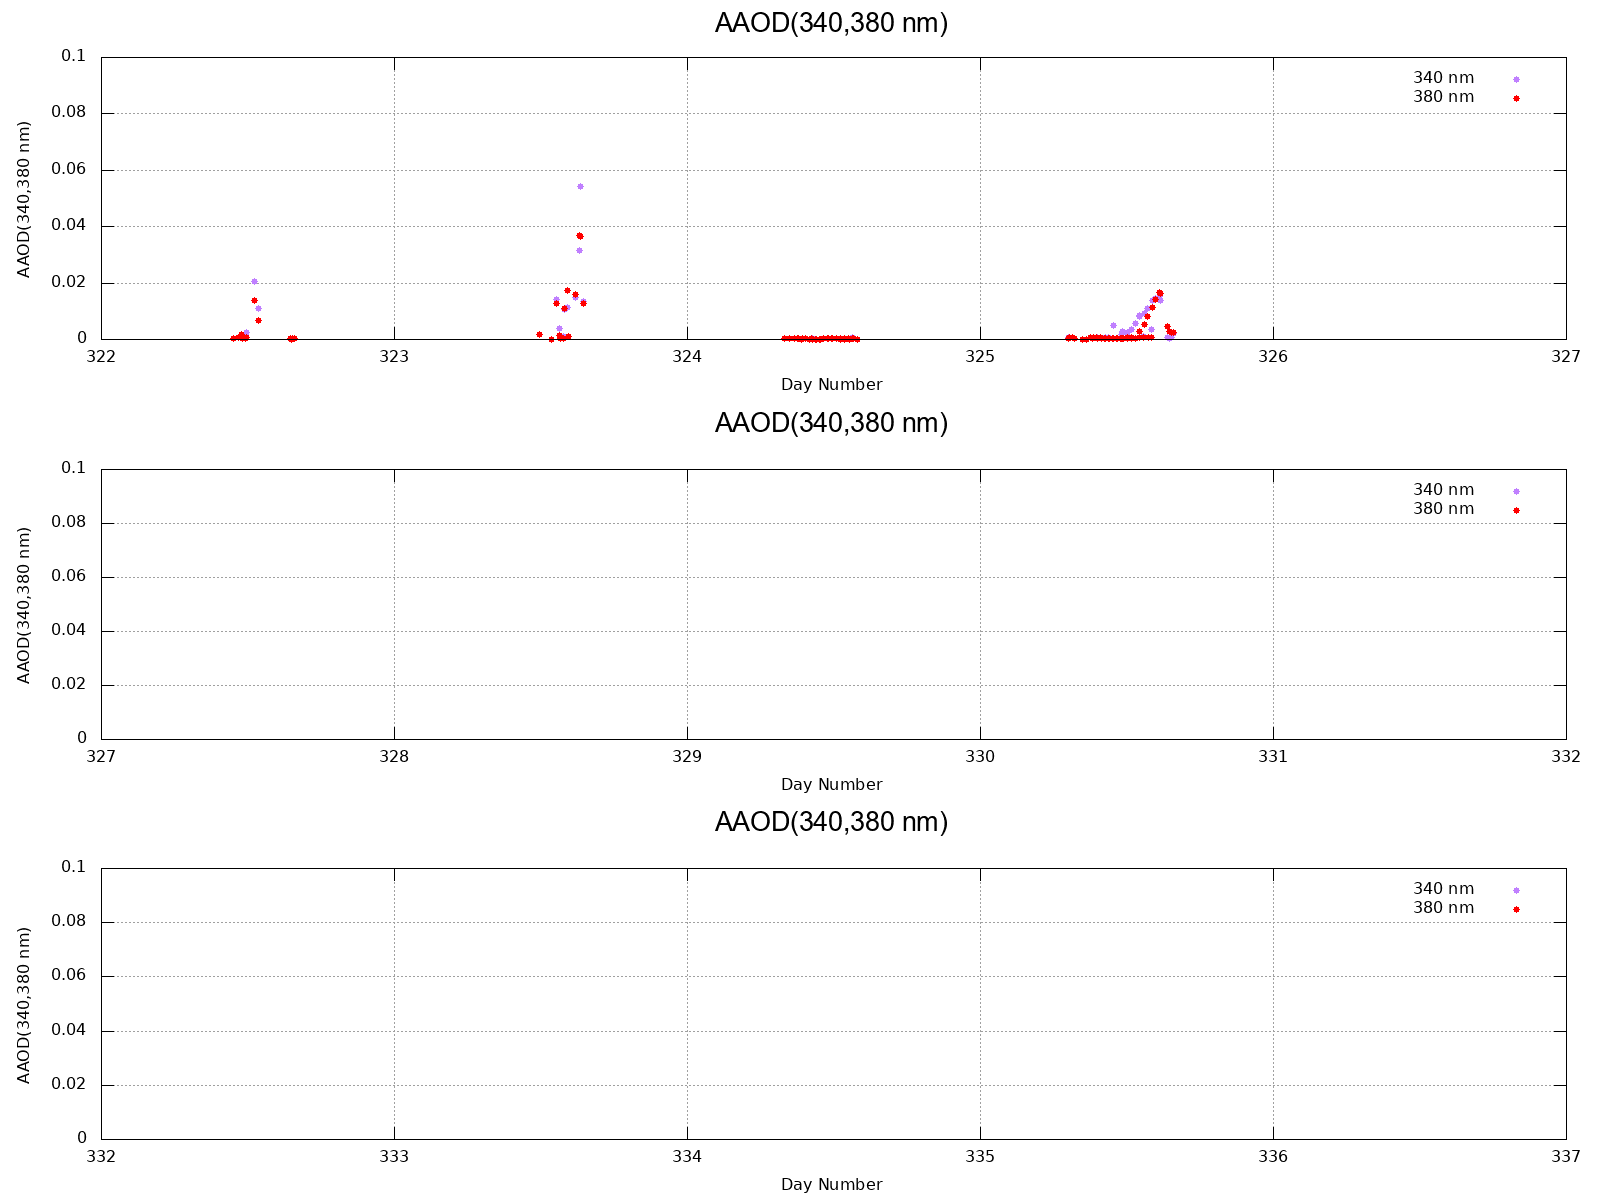 AAOD(340,380 nm)
0.1
0.08
0.06
0.04
0.02
0
AAOD(340,380 nm)
340 nm
380 nm
322 323 324 325 326 327
Day Number
AAOD(340,380 nm)
0.1
0.08
0.06
0.04
0.02
0
AAOD(340,380 nm)
340 nm
380 nm
327 328 329 330 331 332
Day Number
AAOD(340,380 nm)
0.1
0.08
0.06
0.04
0.02
0
AAOD(340,380 nm)
340 nm
380 nm
332 333 334 335 336 337
Day Number